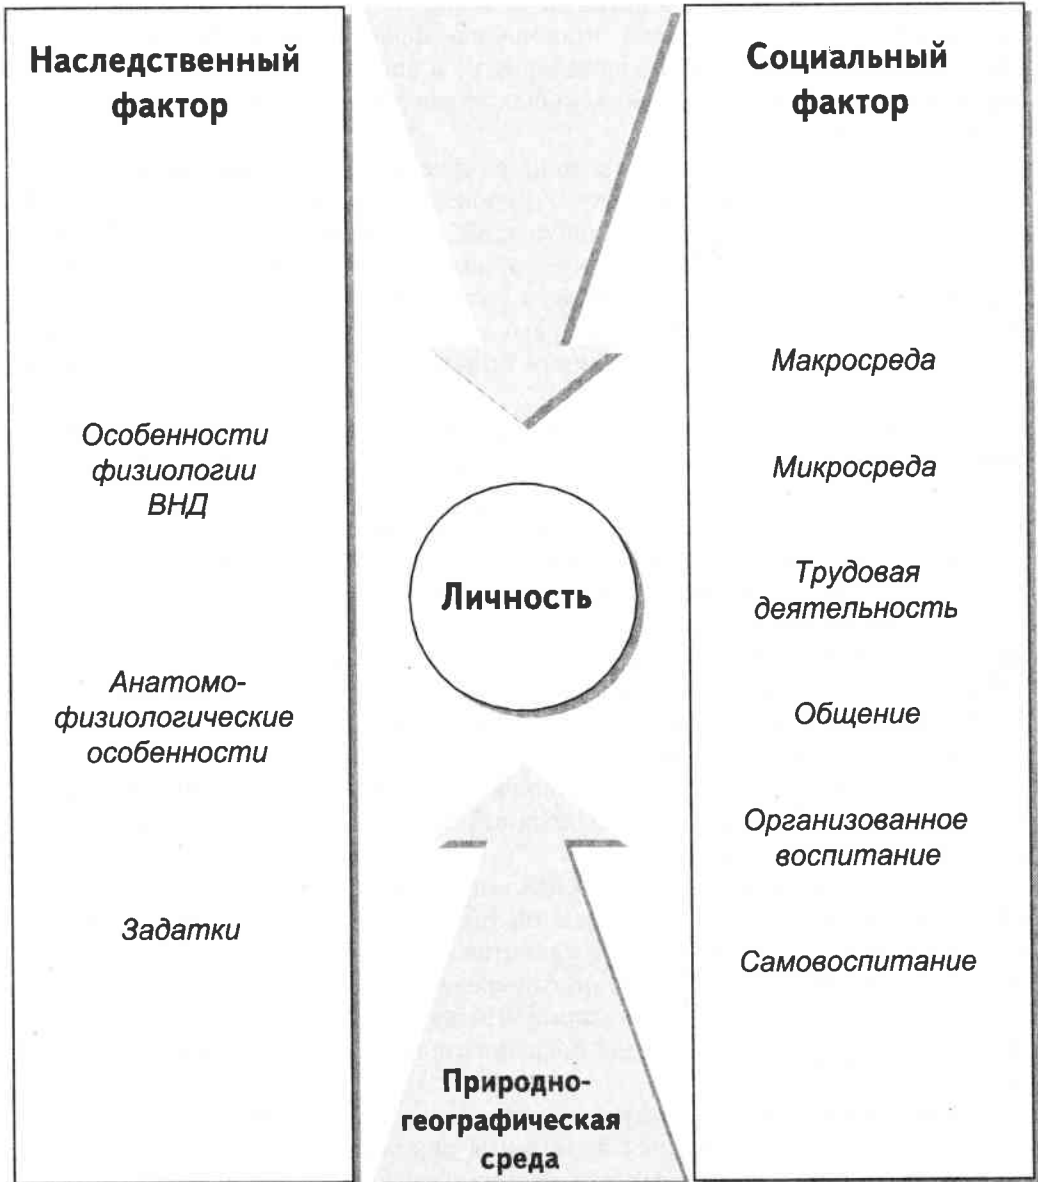 Наследственный
фактор
Особенности
физиологии
ВНД
Анатомо-
физиологические
особенности
Задатки
Личность
Природно-
географическая
среда
Социальный
фактор
Макросреда
Микросреда
Трудовая
деятельность
Общение
Организованное
воспитание
Самовоспитание